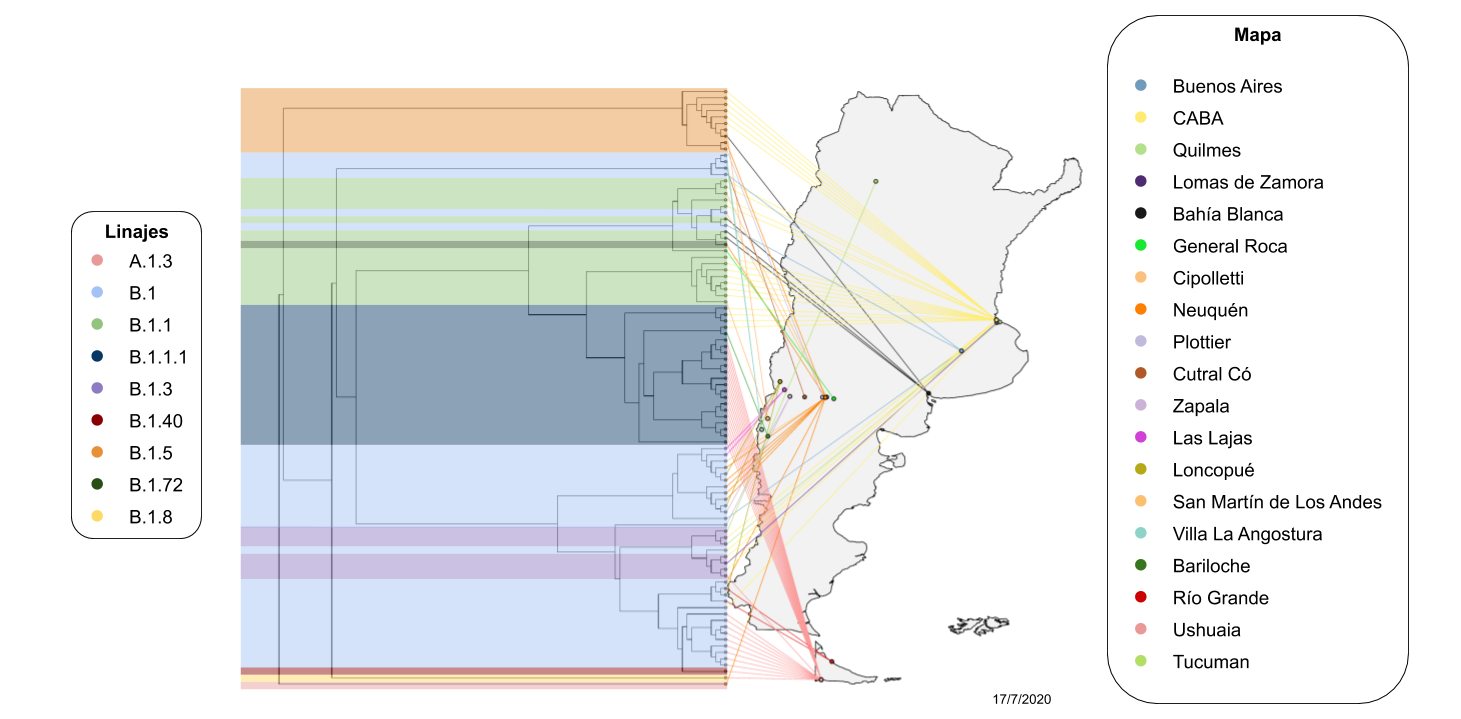 Linajes
A.1.3
B.1
B.1.1
B.1.1.1
B.1.3
B.1.40
B.1.5
B.1.72
B.1.8
17/7/2020
Mapa
Buenos Aires
CABA
Quilmes
Lomas de Zamora
Bahía Blanca
General Roca
Cipolletti
Neuquén
Plottier
Cutral Có
Zapala
Las Lajas
Loncopué
San Martín de Los Andes
Villa La Angostura
Bariloche
Río Grande
Ushuaia
Tucuman